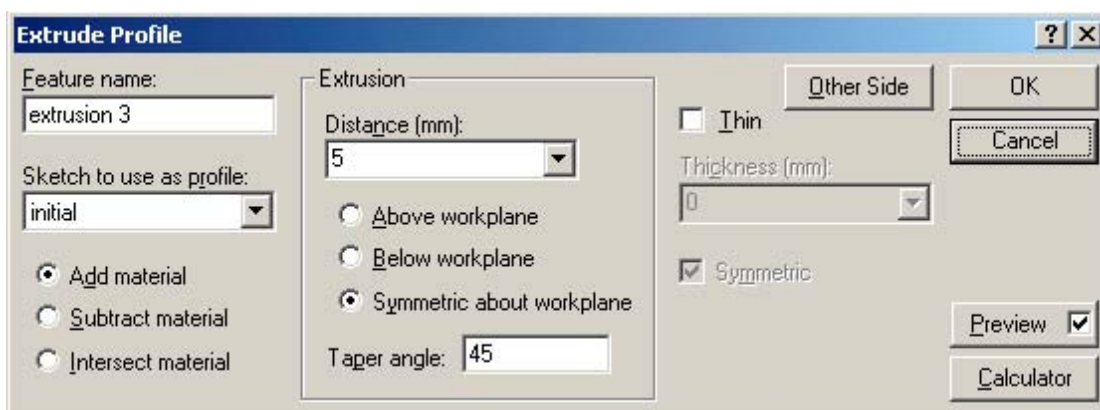 Extrude Profile
Feature name:
extrusion 3
Sketch to use as profile:
initial
Add material
Subtract material
Intersect material
Extrusion
Distance (mm):
5
Above workplane
Below workplane
Symmetric about workplane
Taper angle: 45
Other Side
Thin
Thickness (mm):
0
Symmetric
OK
Cancel
Preview
Calculator